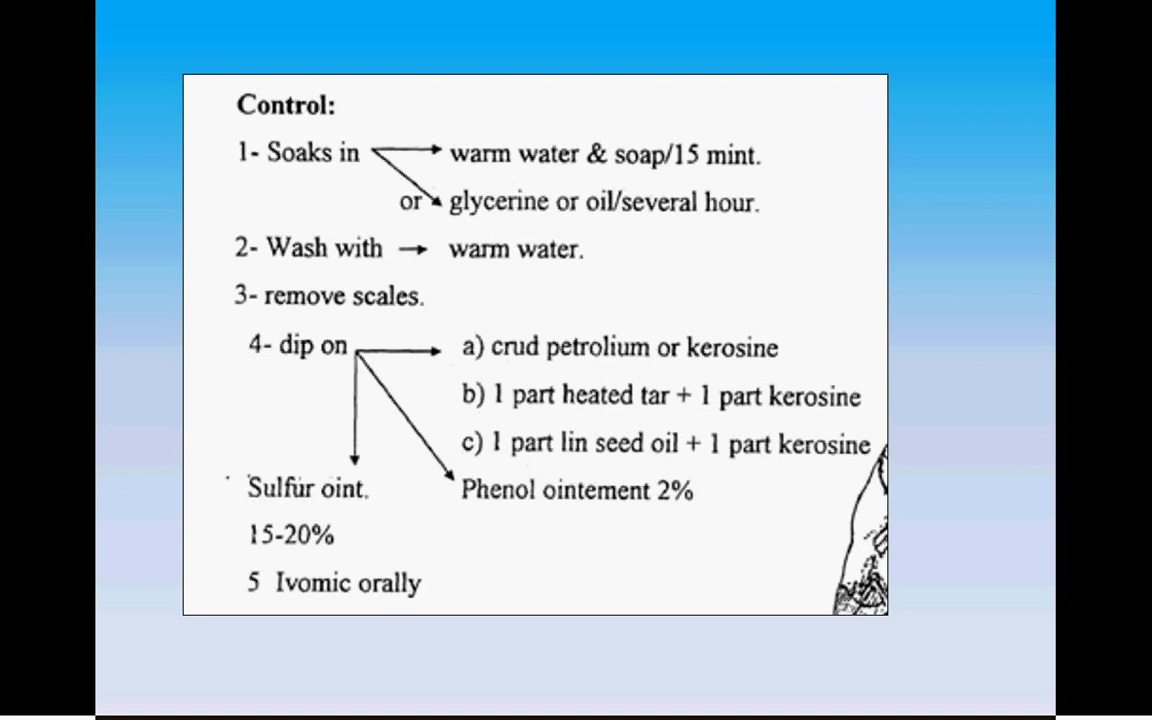 Control:
1- Soaks in → warm water & soap/15 mint.
or glycerine or oil/several hour.
2- Wash with → warm water.
3- remove scales.
4- dip on → a) crud petrolium or kerosine
b) 1 part heated tar + 1 part kerosine
c) 1 part lin seed oil + 1 part kerosine
Sulfur oint. Phenol ointement 2%
15-20%
5 Ivomic orally